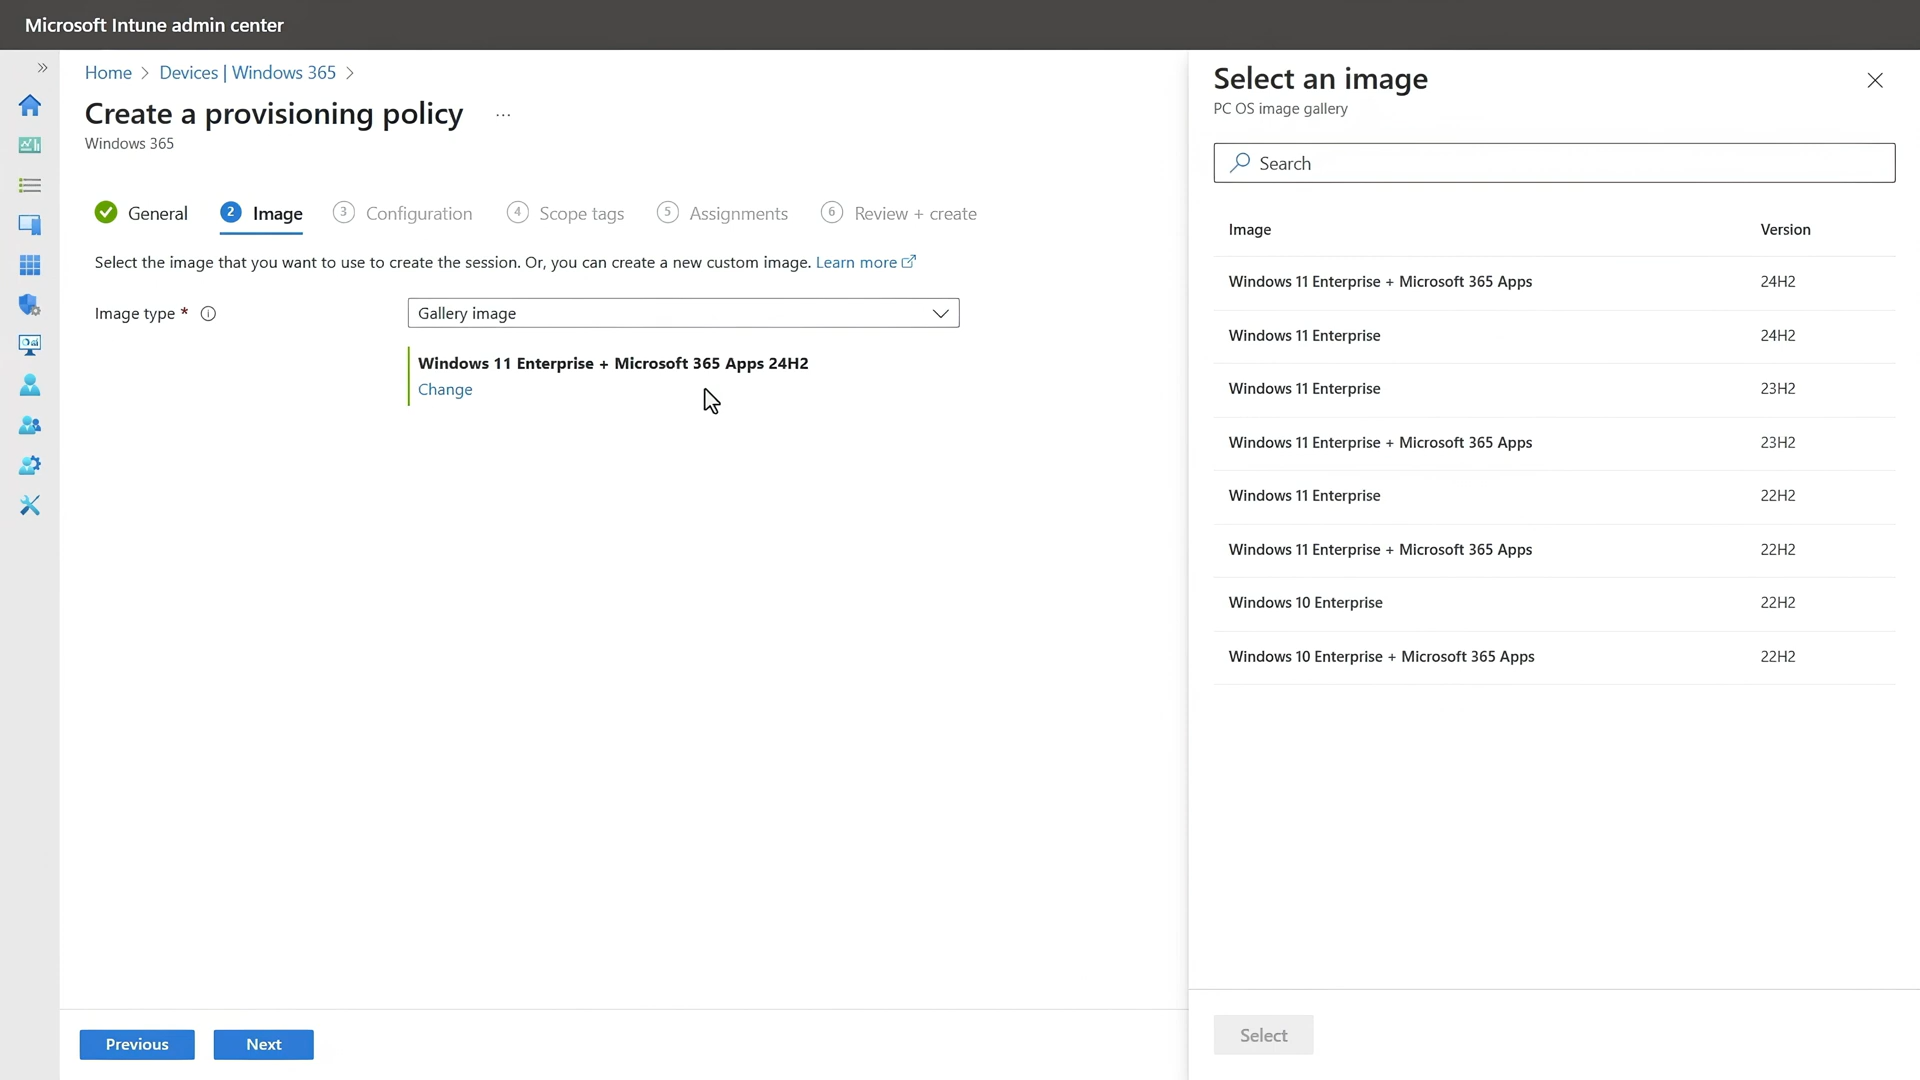 Microsoft Intune admin center
Home > Devices | Windows 365 >
Create a provisioning policy ...
Windows 365
General 2 Image 3 Configuration 4 Scope tags 5 Assignments 6 Review + create
Select the image that you want to use to create the session. Or, you can create a new custom image. Learn more
Image type * Gallery image
Windows 11 Enterprise + Microsoft 365 Apps 24H2
Change
Previous Next
Select an image
PC OS image gallery
Search
Image Version
Windows 11 Enterprise + Microsoft 365 Apps 24H2
Windows 11 Enterprise 24H2
Windows 11 Enterprise 23H2
Windows 11 Enterprise + Microsoft 365 Apps 23H2
Windows 11 Enterprise 22H2
Windows 11 Enterprise + Microsoft 365 Apps 22H2
Windows 10 Enterprise 22H2
Windows 10 Enterprise + Microsoft 365 Apps 22H2
Select